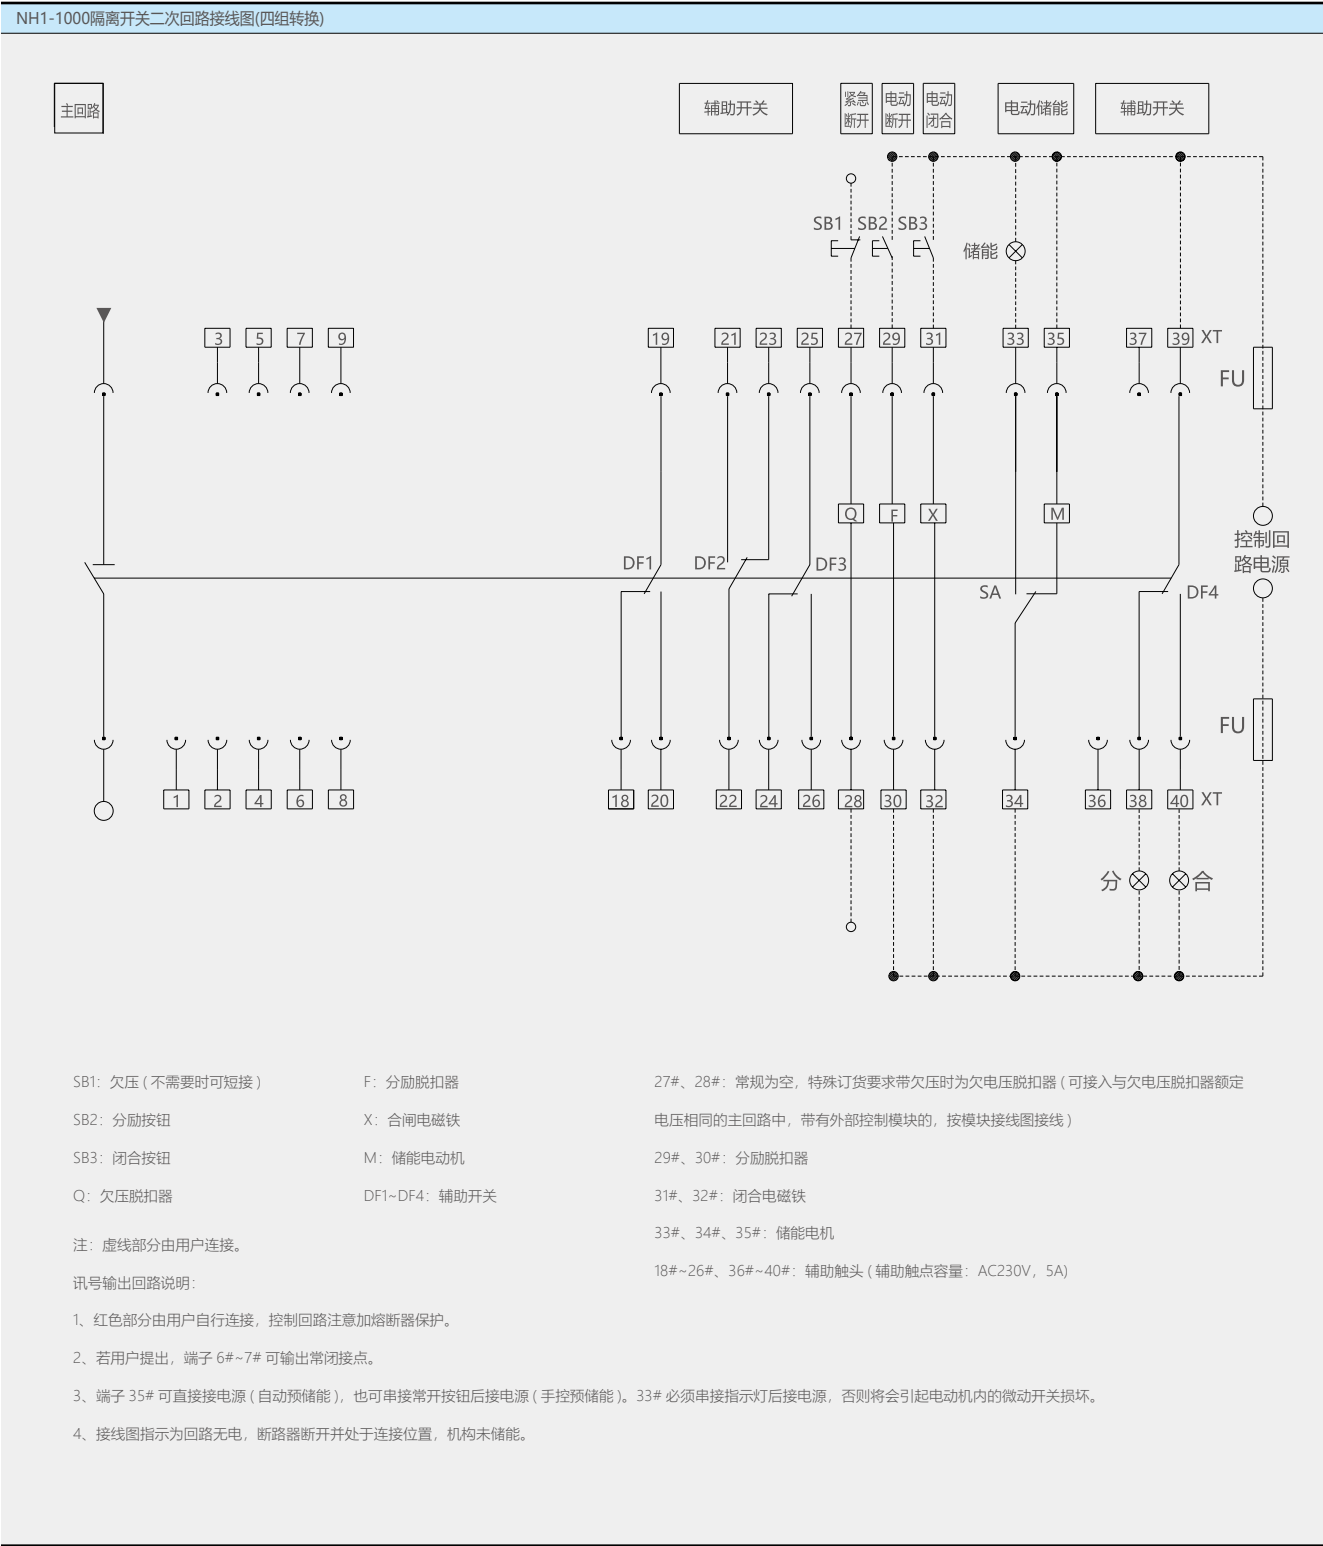 NH1-1000隔离开关二次回路接线图(四组转换)
主回路
辅助开关
紧急
断开
电动
断开
电动
闭合
电动储能
辅助开关
SB1
SB2
SB3
储能
3
5
7
9
19
21
23
25
27
29
31
33
35
37
39
XT
FU
Q
F
X
M
控制回
路电源
DF1
DF2
DF3
SA
DF4
FU
1
2
4
6
8
18
20
22
24
26
28
30
32
34
36
38
40
XT
分
合
SB1：欠压 ( 不需要时可短接 )
SB2：分励按钮
SB3：闭合按钮
Q：欠压脱扣器
F：分励脱扣器
X：合闸电磁铁
M：储能电动机
DF1~DF4：辅助开关
27#、28#：常规为空，特殊订货要求带欠压时为欠电压脱扣器 ( 可接入与欠电压脱扣器额定
电压相同的主回路中，带有外部控制模块的，按模块接线图接线 )
29#、30#：分励脱扣器
31#、32#：闭合电磁铁
33#、34#、35#：储能电机
18#~26#、36#~40#：辅助触头 ( 辅助触点容量：AC230V，5A)
注：虚线部分由用户连接。
讯号输出回路说明：
1、红色部分由用户自行连接，控制回路注意加熔断器保护。
2、若用户提出，端子 6#~7# 可输出常闭接点。
3、端子 35# 可直接接电源 ( 自动预储能 )，也可串接常开按钮后接电源 ( 手控预储能 )。33# 必须串接指示灯后接电源，否则将会引起电动机内的微动开关损坏。
4、接线图指示为回路无电，断路器断开并处于连接位置，机构未储能。